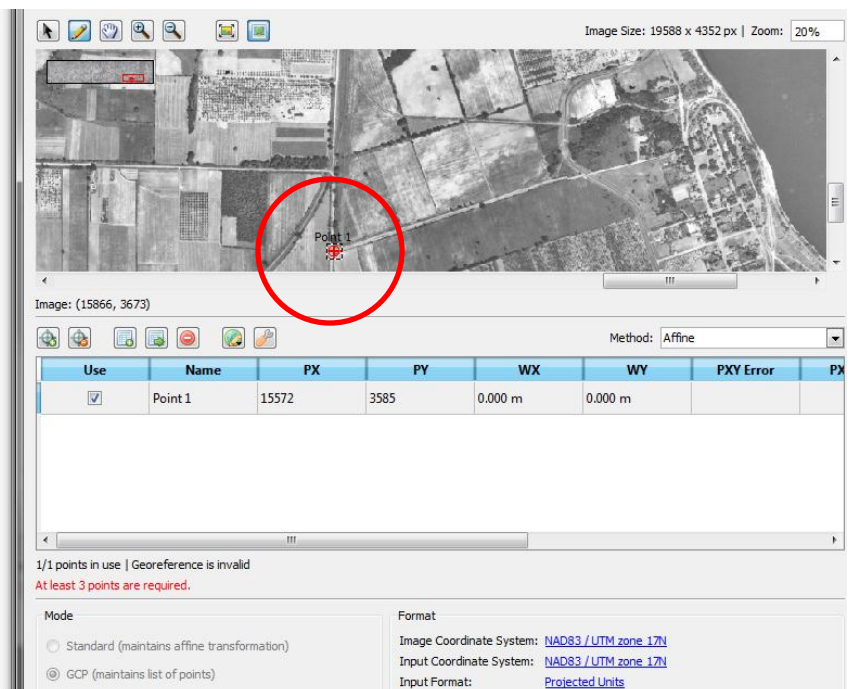 Image Size: 19588 x 4352 px | Zoom: 20%
Point 1
Image: (15866, 3673)
Method: Affine
Use Name PX PY WX WY PXY Error PX
Point 1 15572 3585 0.000 m 0.000 m
1/1 points in use | Georeference is invalid
At least 3 points are required.
Mode
Standard (maintains affine transformation)
GCP (maintains list of points)
Format
Image Coordinate System: NAD83 / UTM zone 17N
Input Coordinate System: NAD83 / UTM zone 17N
Input Format: Projected Units